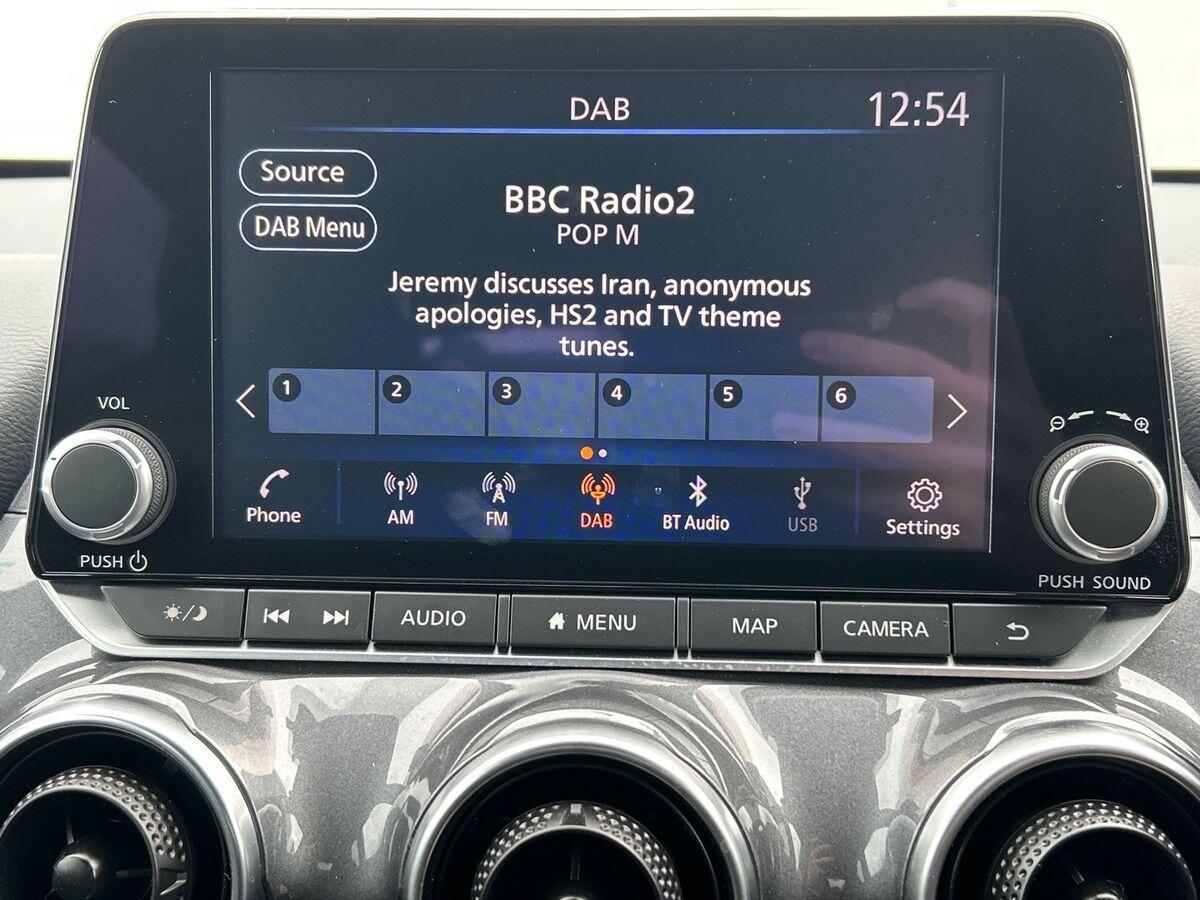 DAB
12:54
Source
DAB Menu
BBC Radio2
POP M
Jeremy discusses Iran, anonymous
apologies, HS2 and TV theme
tunes.
1 2 3 4 5 6
VOL
Phone AM FM DAB BT Audio USB Settings
PUSH
PUSH SOUND
AUDIO MENU MAP CAMERA